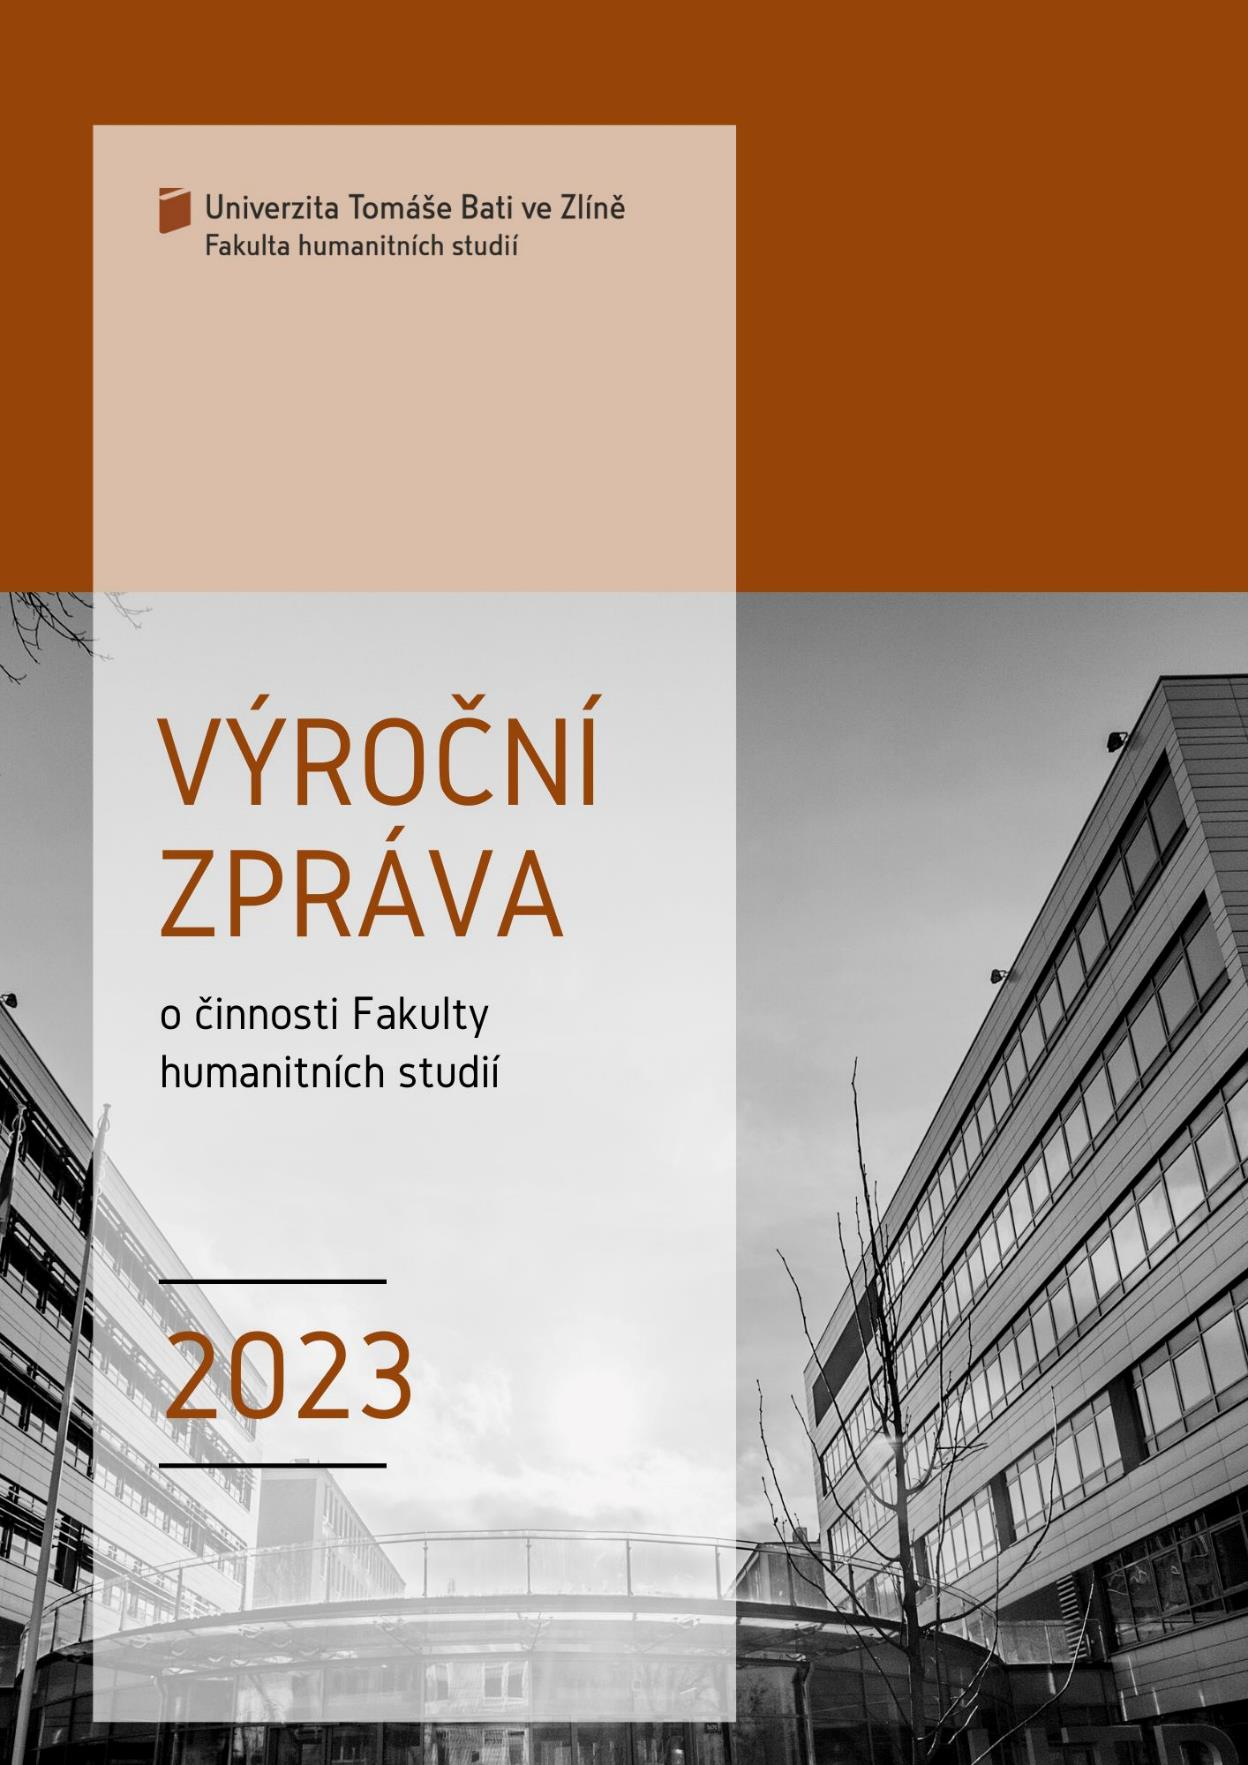 Univerzita Tomáše Bati ve Zlíně
Fakulta humanitních studií
VÝROČNÍ
ZPRÁVA
o činnosti Fakulty
humanitních studií
2023